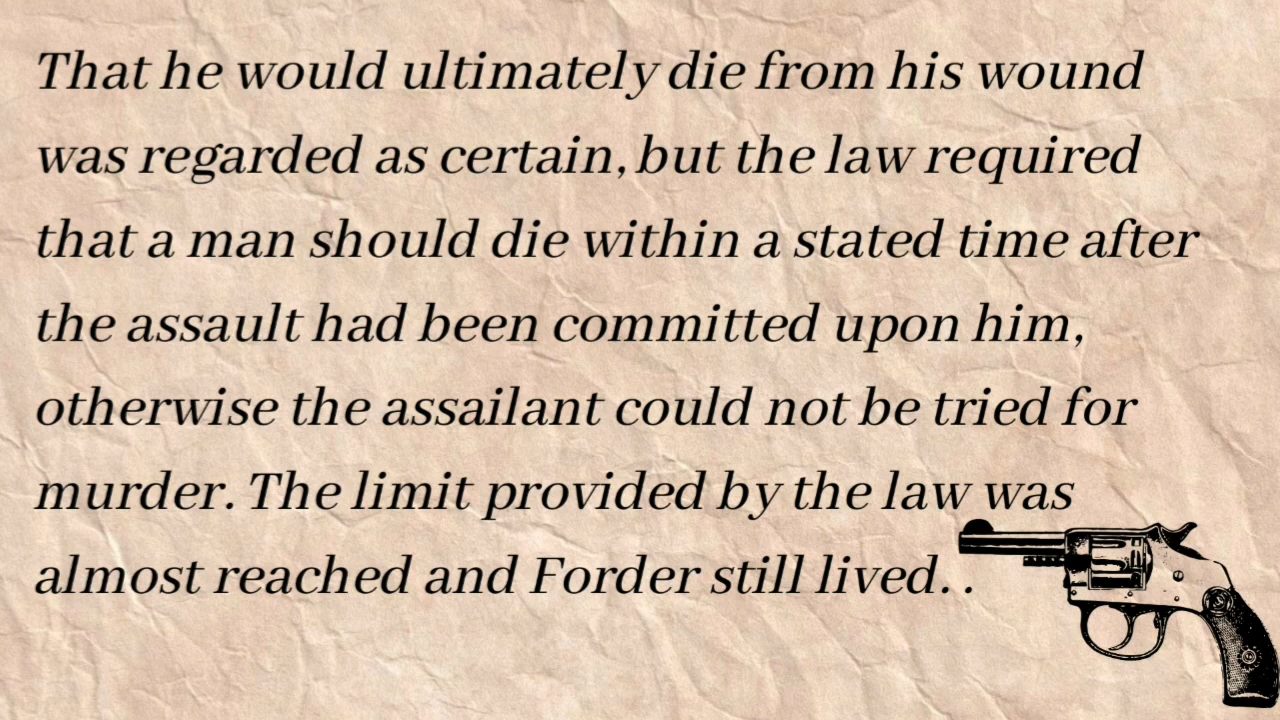 That he would ultimately die from his wound
was regarded as certain, but the law required
that a man should die within a stated time after
the assault had been committed upon him,
otherwise the assailant could not be tried for
murder. The limit provided by the law was
almost reached and Forder still lived. .